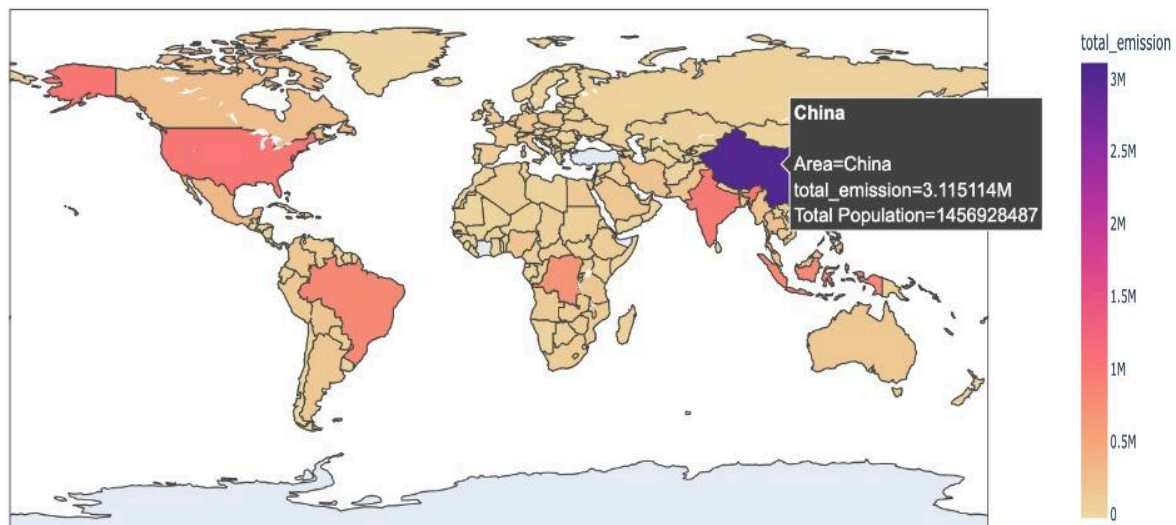 total_emission
3M
2.5M
2M
1.5M
1M
0.5M
0
China
Area=China
total_emission=3.115114M
Total Population=1456928487